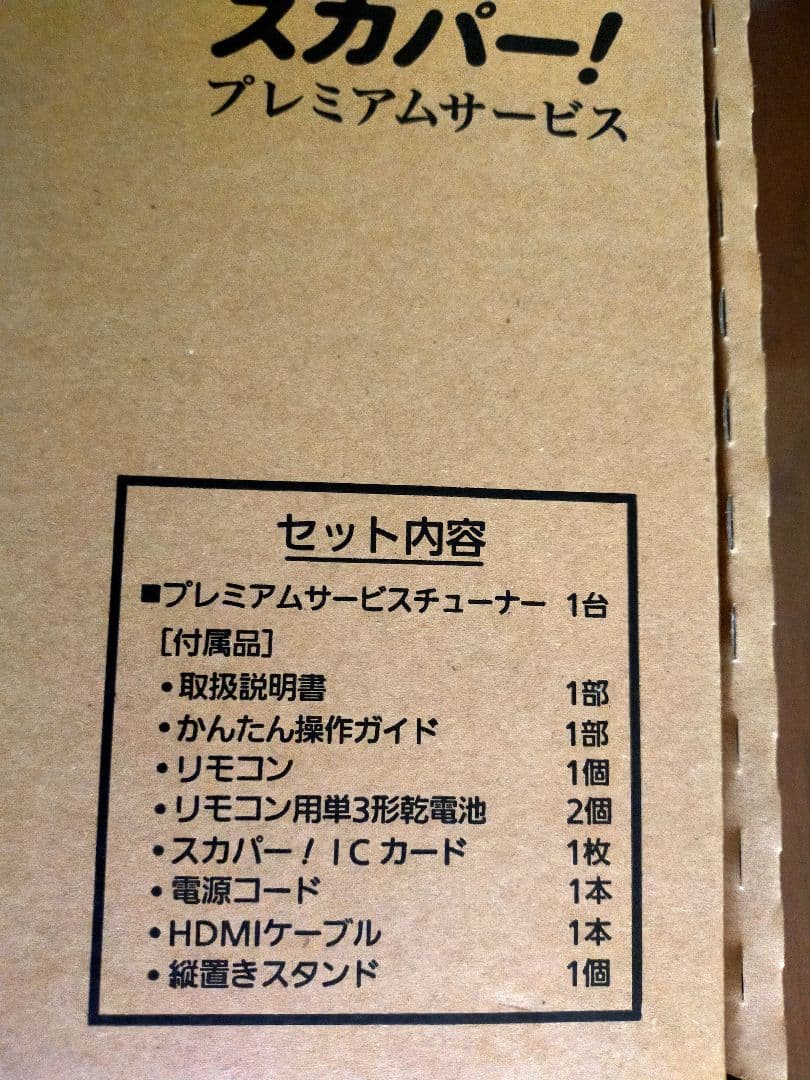 スカパー!
プレミアムサービス
セット内容
■プレミアムサービスチューナー 1台
[付属品]
・取扱説明書 1部
・かんたん操作ガイド 1部
・リモコン 1個
・リモコン用単3形乾電池 2個
・スカパー!ICカード 1枚
・電源コード 1本
・HDMIケーブル 1本
・縦置きスタンド 1個